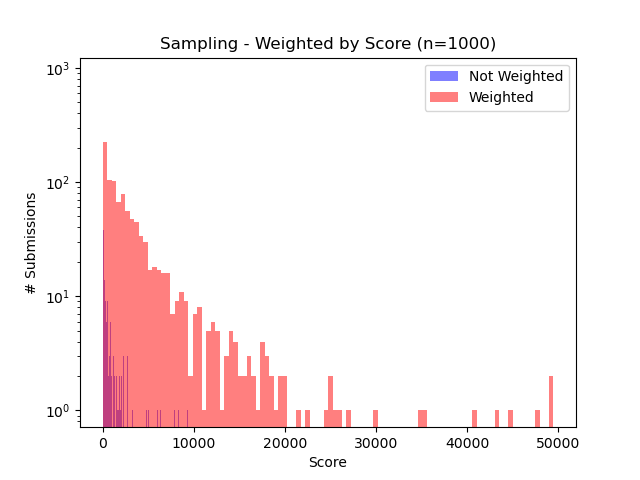 Sampling - Weighted by Score (n=1000)
Not Weighted
Weighted
10³
10²
10¹
10⁰
# Submissions
0 10000 20000 30000 40000 50000
Score